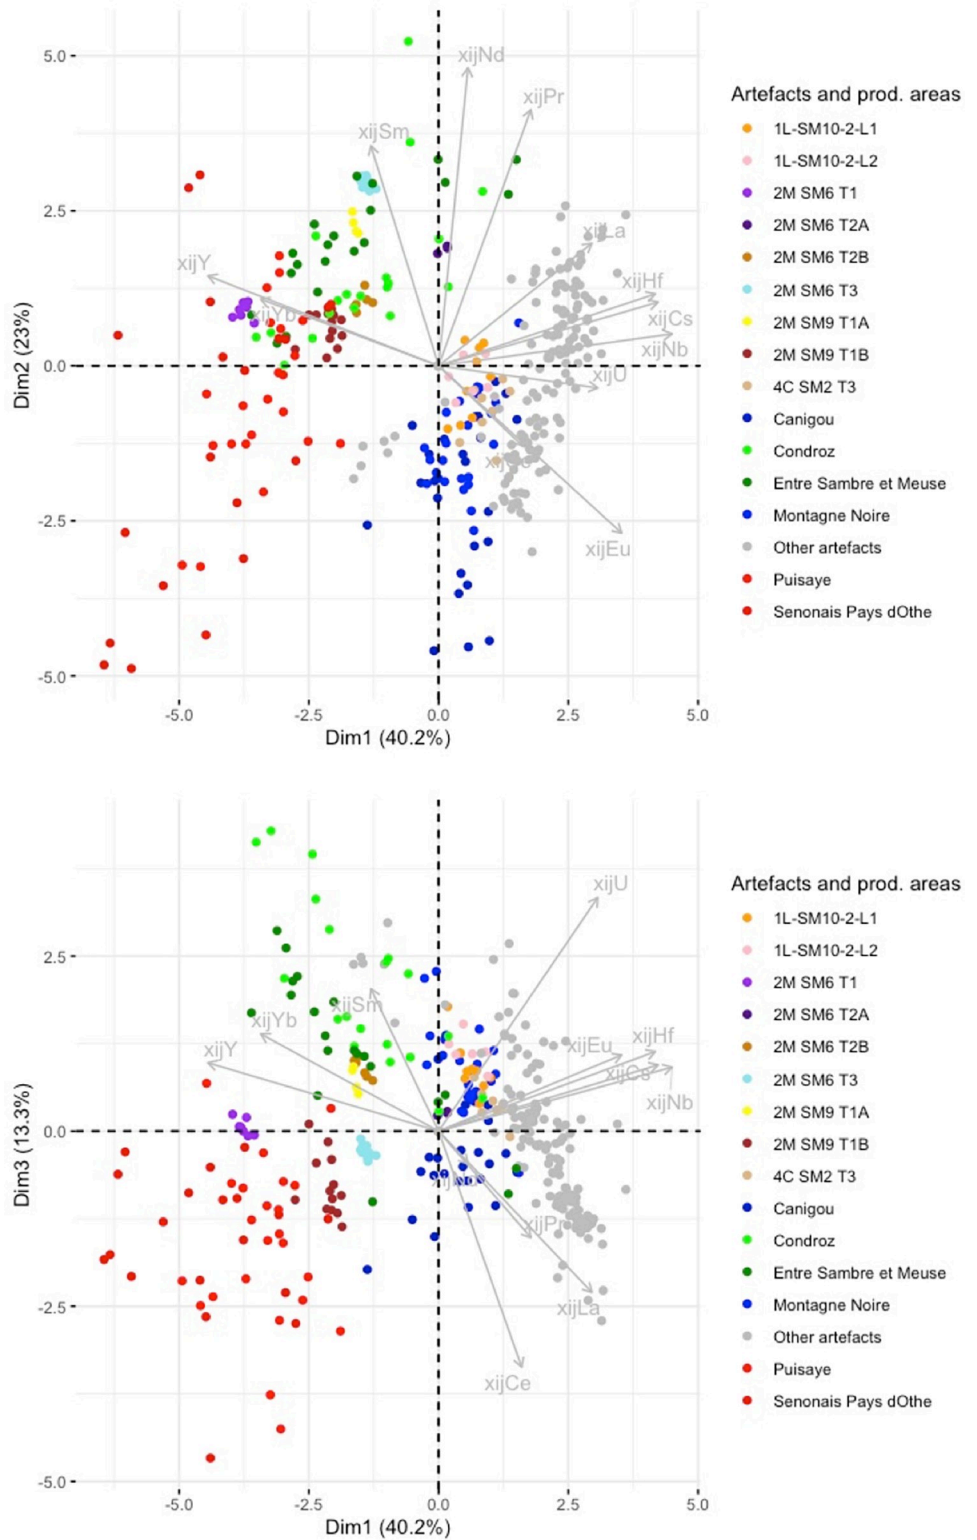 Artefacts and prod. areas
1L-SM10-2-L1
1L-SM10-2-L2
2M SM6 T1
2M SM6 T2A
2M SM6 T2B
2M SM6 T3
2M SM9 T1A
2M SM9 T1B
4C SM2 T3
Canigou
Condroz
Entre Sambre et Meuse
Montagne Noire
Other artefacts
Puisaye
Senonais Pays dOthe
5.0
2.5
0.0
-2.5
-5.0
Dim2 (23%)
xijNd
xijPr
xijSm
xijLa
xijY
xijHf
xijYb
xijCs
xijNb
xijU
xijEu
-5.0
-2.5
0.0
2.5
5.0
Dim1 (40.2%)
Artefacts and prod. areas
1L-SM10-2-L1
1L-SM10-2-L2
2M SM6 T1
2M SM6 T2A
2M SM6 T2B
2M SM6 T3
2M SM9 T1A
2M SM9 T1B
4C SM2 T3
Canigou
Condroz
Entre Sambre et Meuse
Montagne Noire
Other artefacts
Puisaye
Senonais Pays dOthe
2.5
0.0
-2.5
-5.0
Dim3 (13.3%)
xijU
xijSm
xijYb
xijY
xijEu
xijHf
xijCs
xijNb
xijPr
xijLa
xijCe
-5.0
-2.5
0.0
2.5
5.0
Dim1 (40.2%)